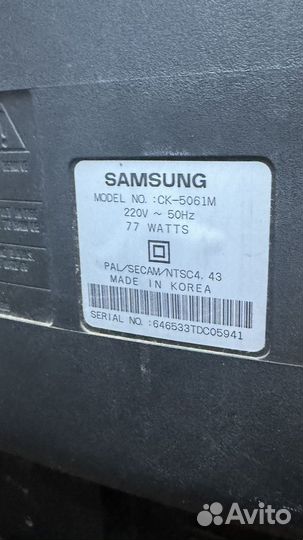 SAMSUNG
MODEL NO. :CK-5061M
220V ~ 50Hz
77 WATTS
PAL/SECAM/NTSC4. 43
MADE IN KOREA
SERIAL NO. :646533TDC05941
Avito